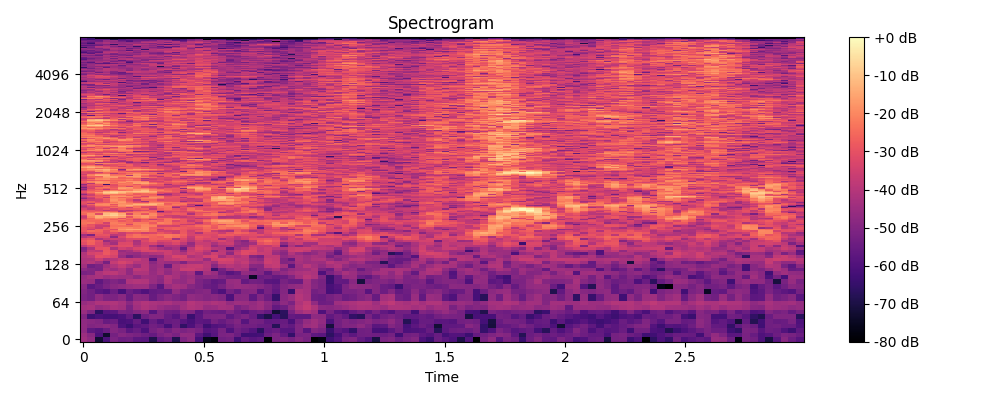 Spectrogram
Hz
4096
2048
1024
512
256
128
64
0
0
0.5
1
1.5
2
2.5
Time
+0 dB
-10 dB
-20 dB
-30 dB
-40 dB
-50 dB
-60 dB
-70 dB
-80 dB